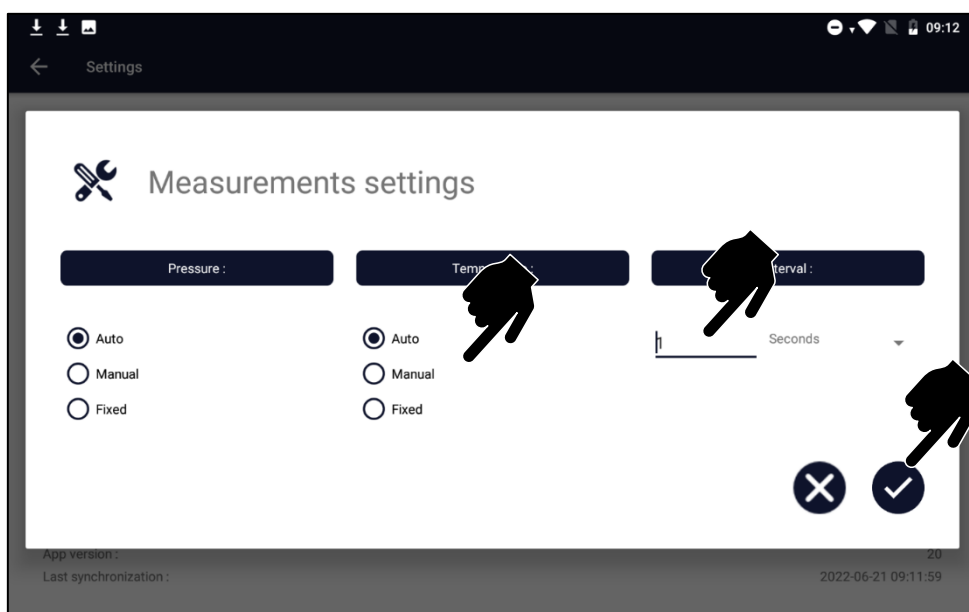 09:12
Settings
Measurements settings
Pressure :
Auto
Manual
Fixed
Auto
Manual
Fixed
1
Seconds
App version :
20
Last synchronization :
2022-06-21 09:11:59